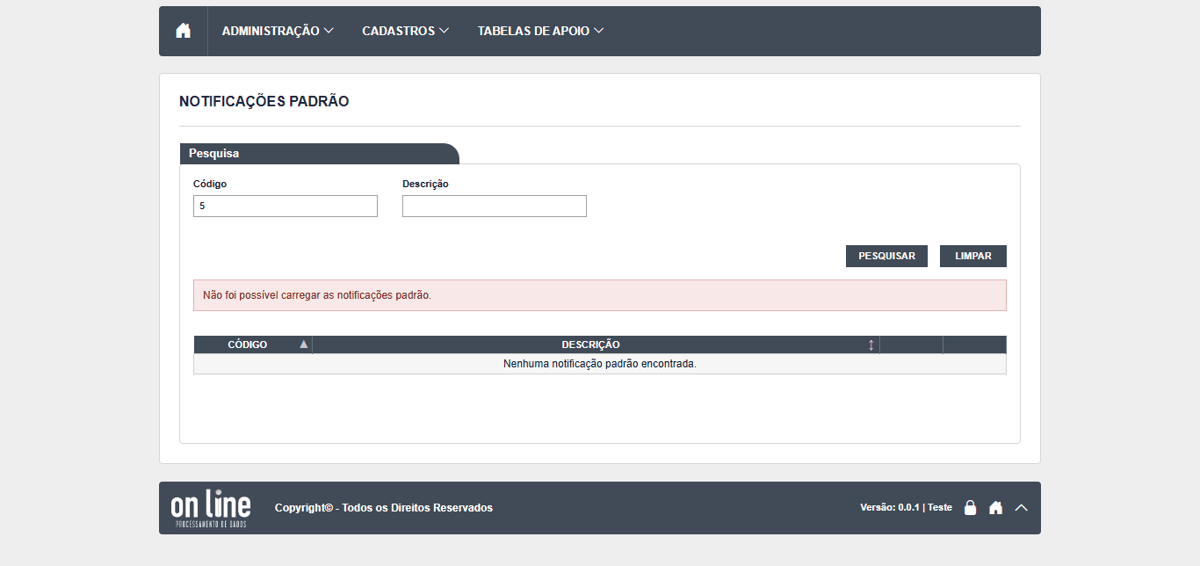 ADMINISTRAÇÃO CADASTROS TABELAS DE APOIO
NOTIFICAÇÕES PADRÃO
Pesquisa
Código Descrição
5
PESQUISAR LIMPAR
Não foi possível carregar as notificações padrão.
CÓDIGO DESCRIÇÃO
Nenhuma notificação padrão encontrada.
on line
PROCESSAMENTO DE DADOS
Copyright© - Todos os Direitos Reservados
Versão: 0.0.1 | Teste